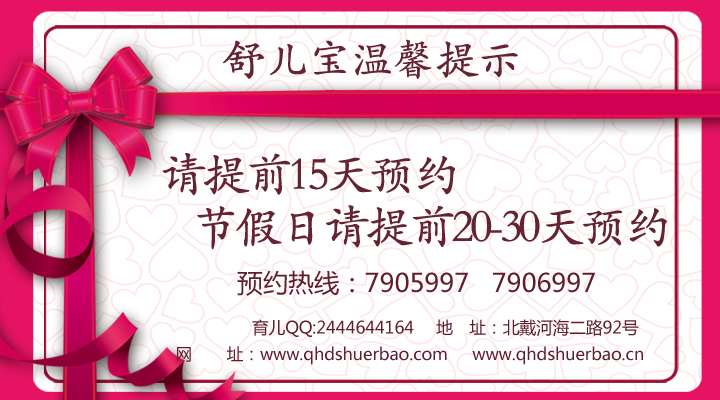 舒儿宝温馨提示
请提前15天预约
节假日请提前20-30天预约
预约热线：7905997 7906997
育儿QQ:2444644164 地 址：北戴河海二路92号
网 址：www.qhdshuerbao.com www.qhdshuerbao.cn